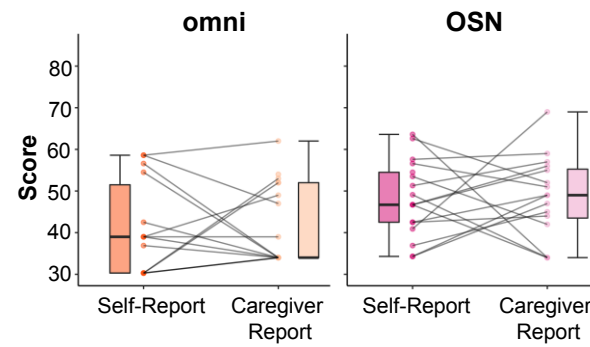 omni
OSN
Score
80
70
60
50
40
30
Self-Report
Caregiver
Report
Self-Report
Caregiver
Report